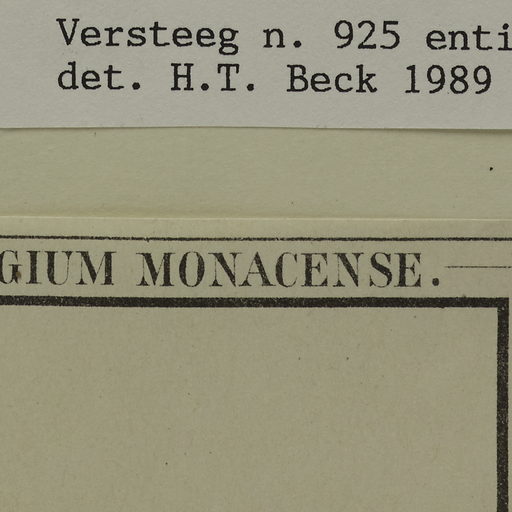 Versteeg n. 925 enti
det. H.T. Beck 1989
GIUM MONACENSE.